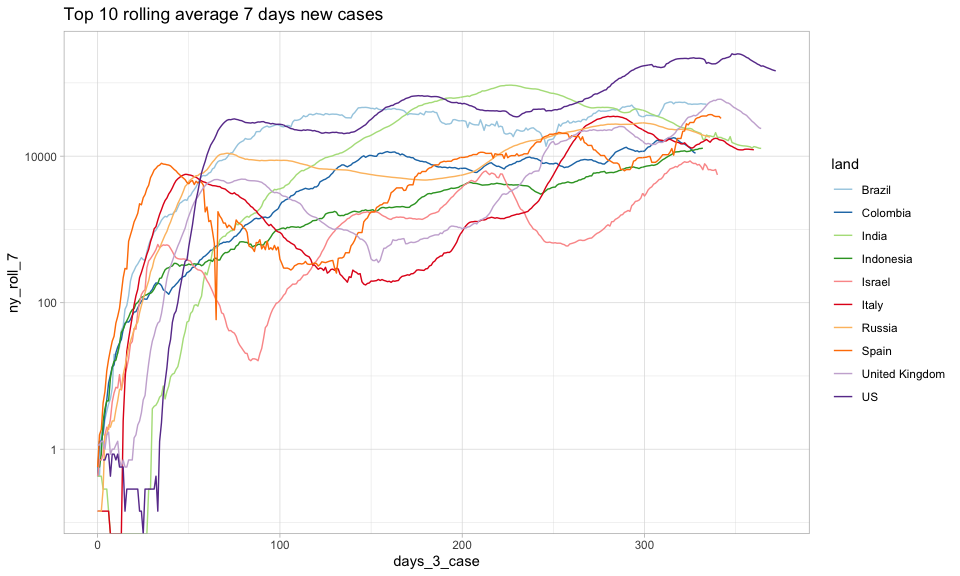 Top 10 rolling average 7 days new cases
ny_roll_7
10000
100
1
0
100
200
300
days_3_case
land
Brazil
Colombia
India
Indonesia
Israel
Italy
Russia
Spain
United Kingdom
US